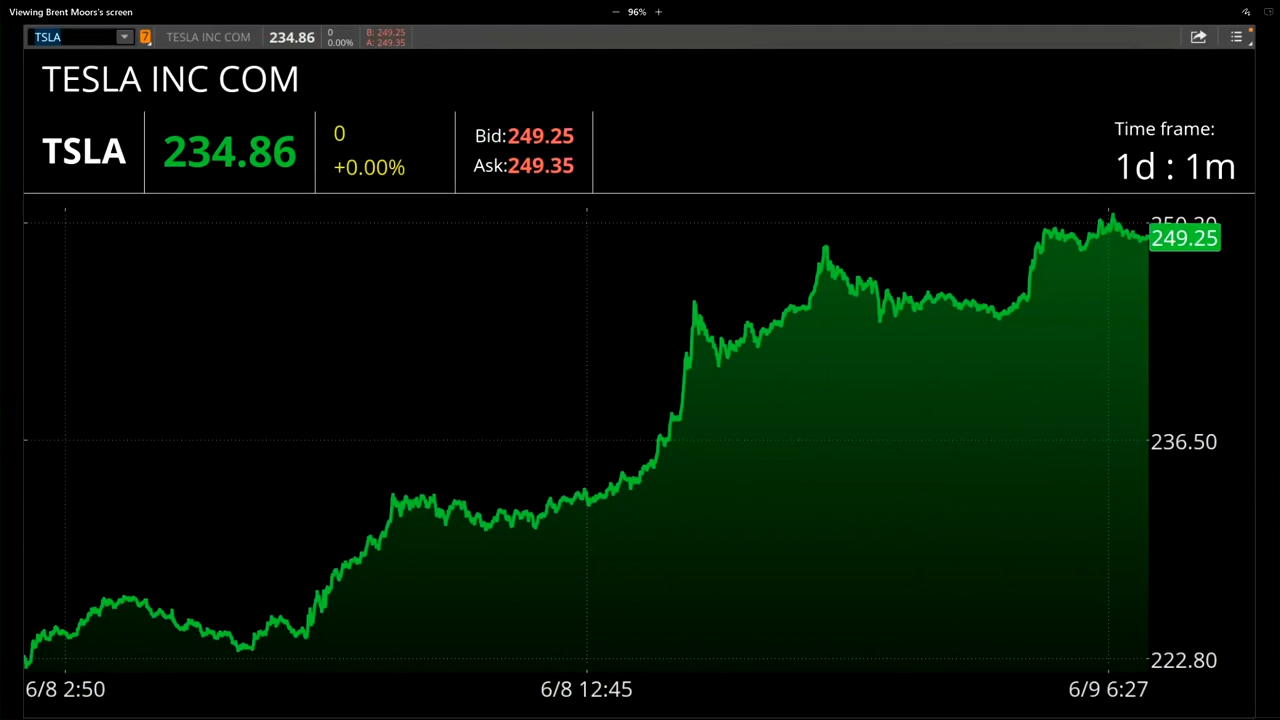 Viewing Brent Moors's screen
96%
TSLA
7
TESLA INC COM
234.86
0
0.00%
B: 249.25
A: 249.35
TESLA INC COM
TSLA
234.86
0
+0.00%
Bid:249.25
Ask:249.35
Time frame:
1d : 1m
249.25
236.50
222.80
6/8 2:50
6/8 12:45
6/9 6:27